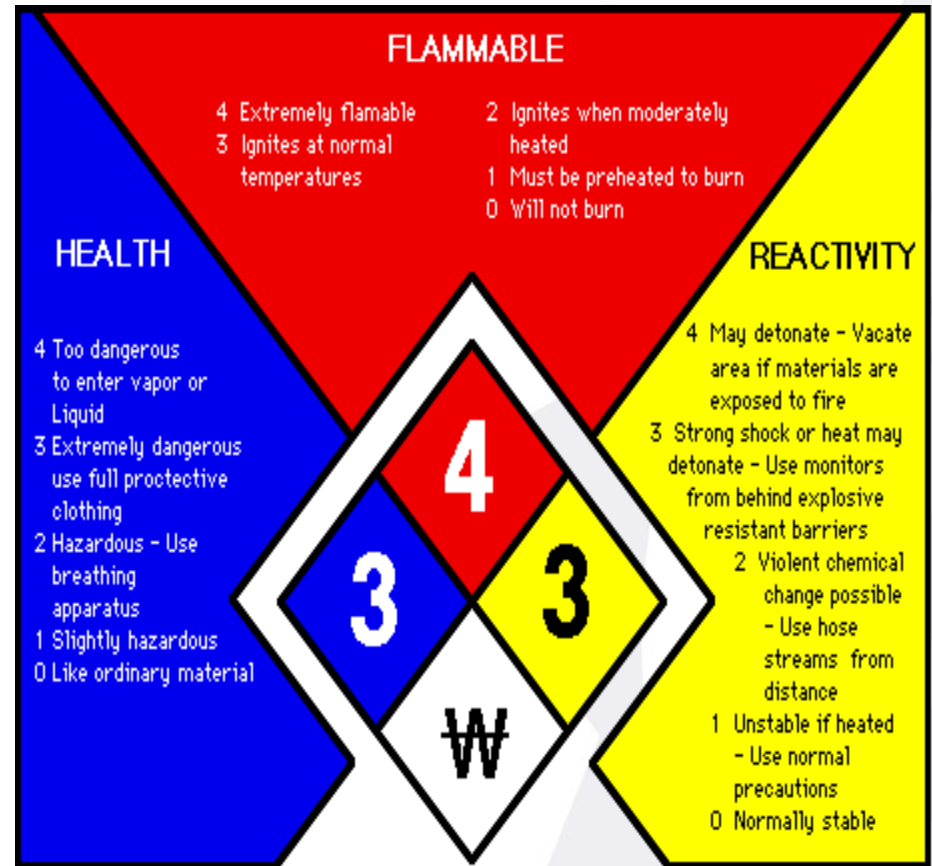 FLAMMABLE
4 Extremely flamable
3 Ignites at normal
temperatures
2 Ignites when moderately
heated
1 Must be preheated to burn
0 Will not burn
HEALTH
4 Too dangerous
to enter vapor or
Liquid
3 Extremely dangerous
use full proctective
clothing
2 Hazardous - Use
breathing
apparatus
1 Slightly hazardous
0 Like ordinary material
4
3
3
W
REACTIVITY
4 May detonate - Vacate
area if materials are
exposed to fire
3 Strong shock or heat may
detonate - Use monitors
from behind explosive
resistant barriers
2 Violent chemical
change possible
- Use hose
streams from
distance
1 Unstable if heated
- Use normal
precautions
0 Normally stable